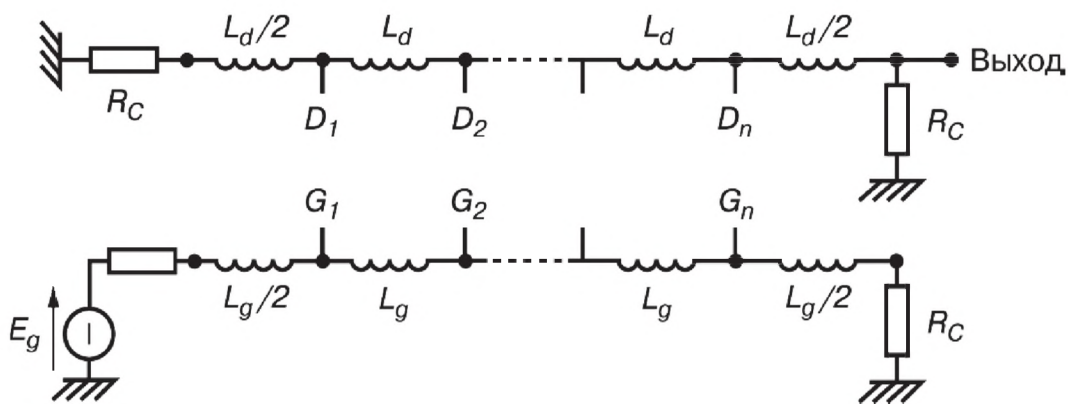 L_d/2 L_d L_d L_d/2
Выход
R_C D_1 D_2 D_n R_C
G_1 G_2 G_n
L_g/2 L_g L_g L_g/2
E_g I R_C